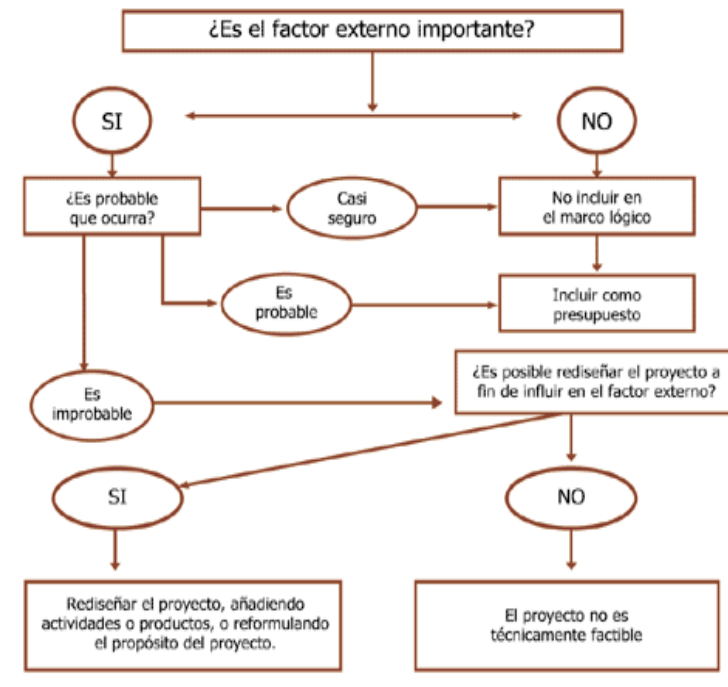 ¿Es el factor externo importante?
SI
NO
¿Es probable
que ocurra?
Casi
seguro
No incluir en
el marco lógico
Es
probable
Incluir como
presupuesto
¿Es posible rediseñar el proyecto a
fin de influir en el factor externo?
Es
improbable
SI
NO
Rediseñar el proyecto, añadiendo
actividades o productos, o reformulando
el propósito del proyecto.
El proyecto no es
técnicamente factible